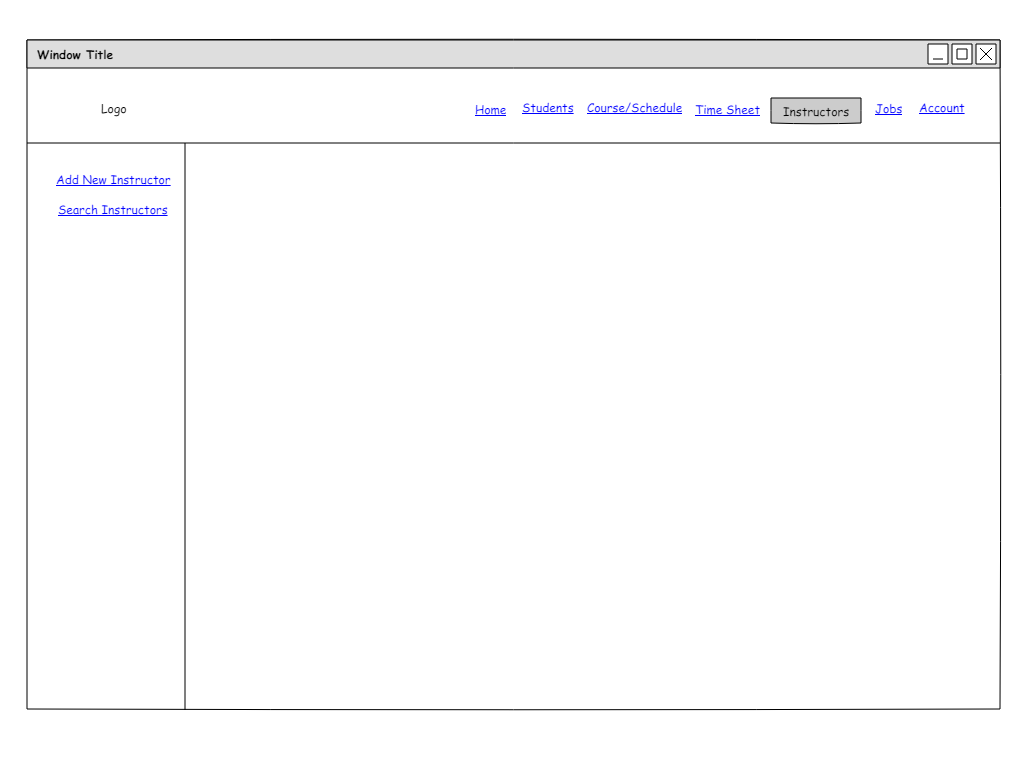 Window Title
Logo
Home Students Course/Schedule Time Sheet Instructors Jobs Account
Add New Instructor
Search Instructors